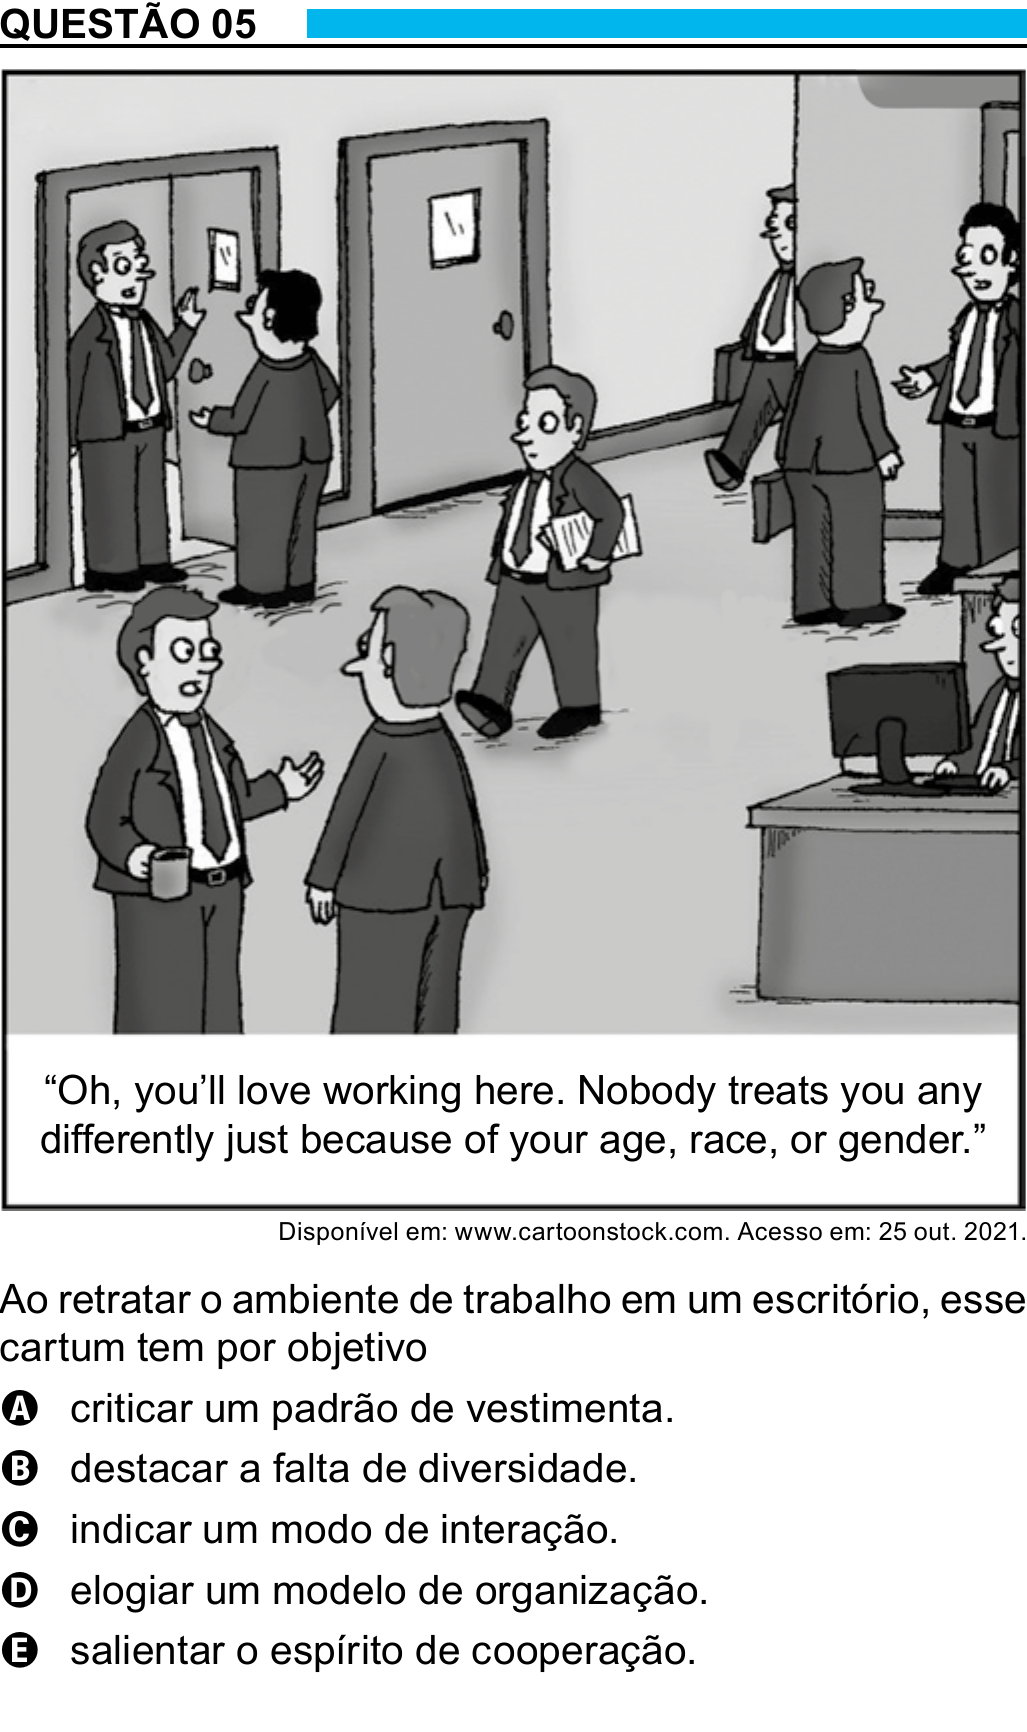 QUESTÃO 05
“Oh, you’ll love working here. Nobody treats you any
differently just because of your age, race, or gender.”
Disponível em: www.cartoonstock.com. Acesso em: 25 out. 2021.
Ao retratar o ambiente de trabalho em um escritório, esse
cartum tem por objetivo
A criticar um padrão de vestimenta.
B destacar a falta de diversidade.
C indicar um modo de interação.
D elogiar um modelo de organização.
E salientar o espírito de cooperação.